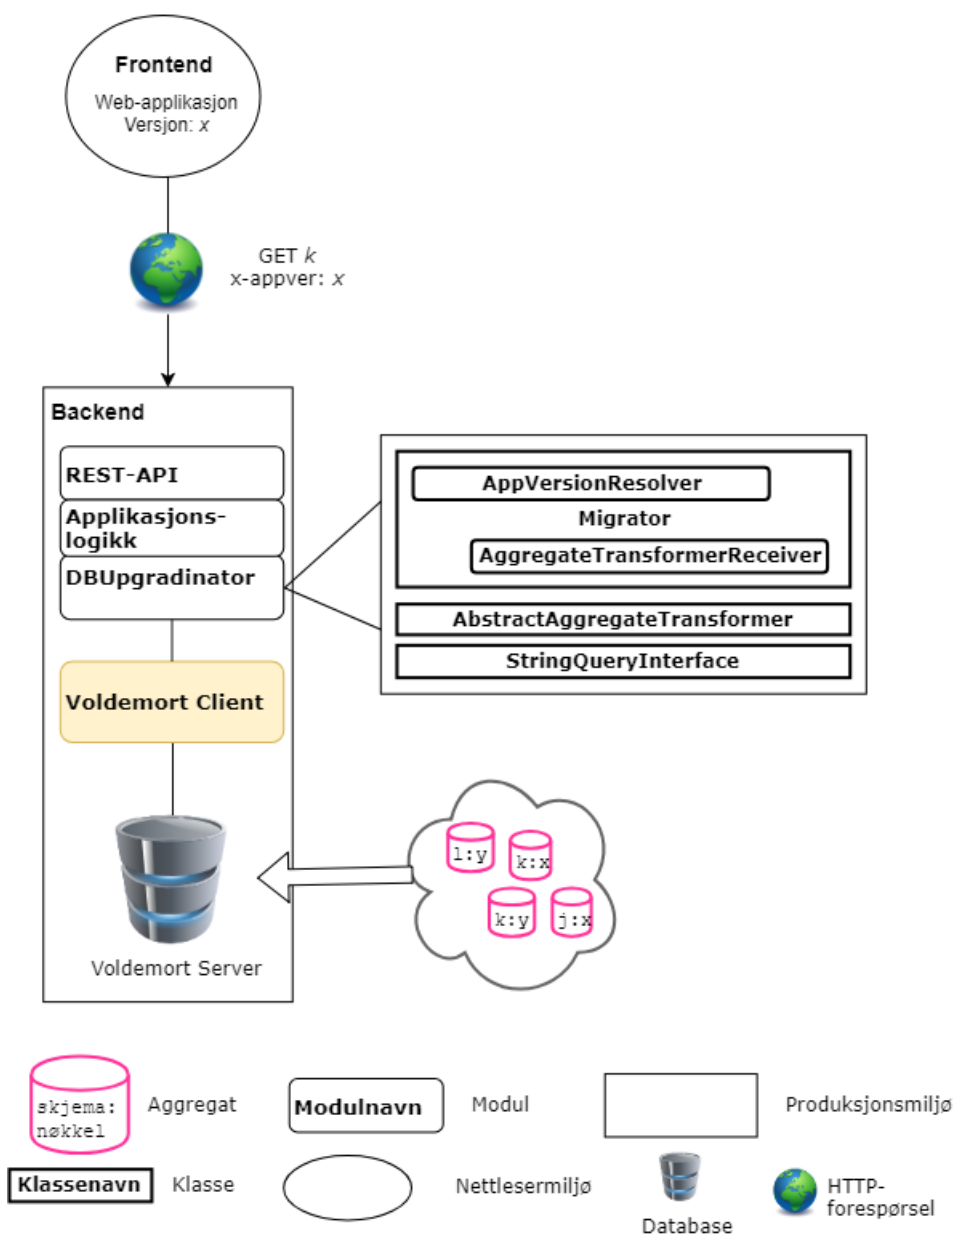 Frontend
Web-applikasjon
Versjon: x
GET k
x-appver: x
Backend
REST-API
Applikasjons-
logikk
DBUpgradinator
Voldemort Client
Voldemort Server
AppVersionResolver
Migrator
AggregateTransformerReceiver
AbstractAggregateTransformer
StringQueryInterface
l:y
k:x
k:y
j:x
skjema:
nøkkel
Aggregat
Modulnavn
Modul
Produksjonsmiljø
Klassenavn
Klasse
Nettlesermiljø
Database
HTTP-
forespørsel